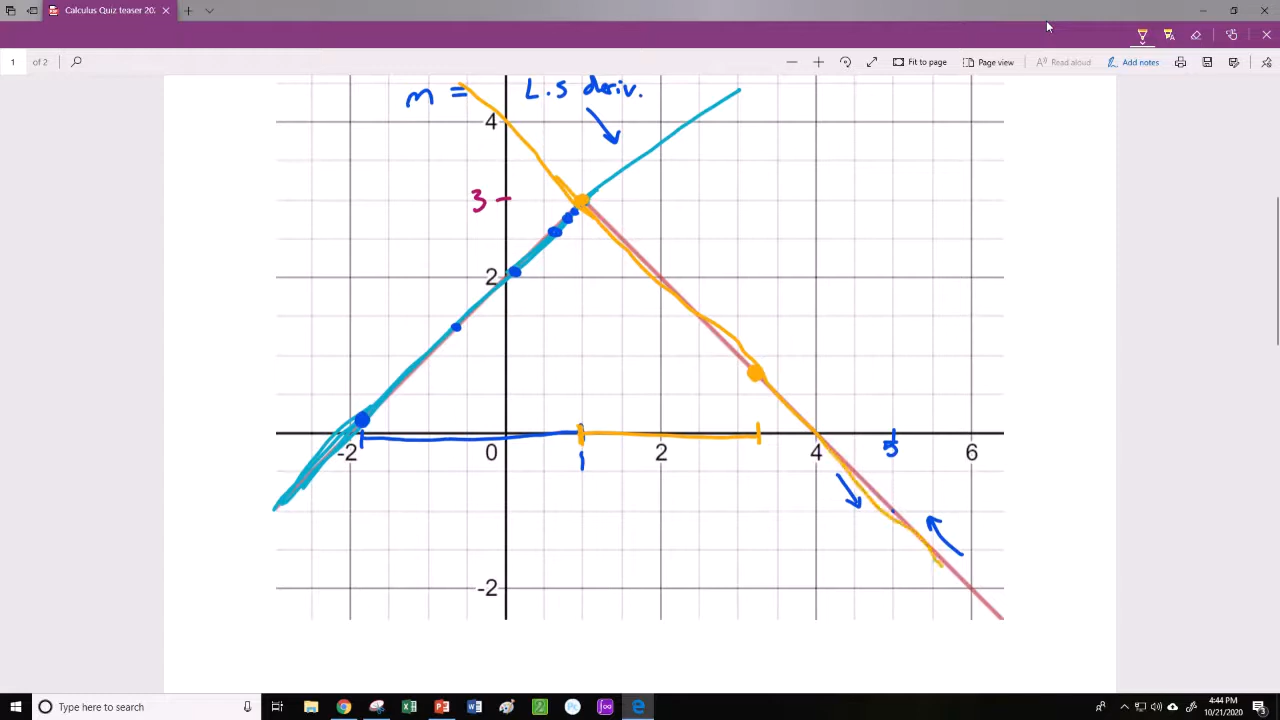 Calculus Quiz teaser 202
1 of 2
Fit to page
Page view
Read aloud
Add notes
m =
L.S deriv.
4
3
2
-2
0
1
2
4
5
6
-2
Type here to search
4:44 PM
10/21/2020